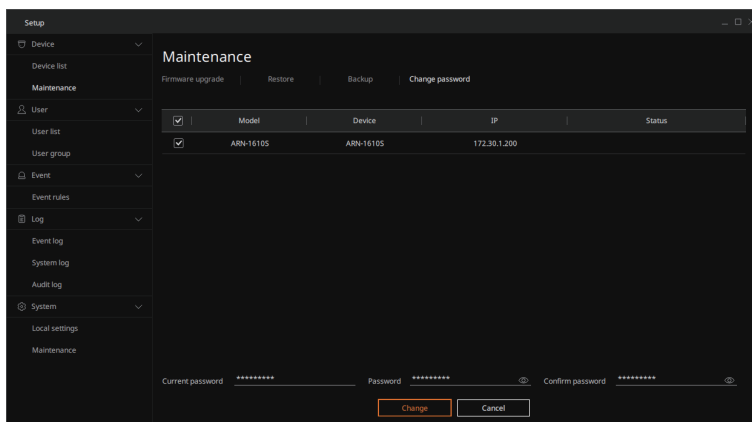 Setup
Device
Device list
Maintenance
User
User list
User group
Event
Event rules
Log
Event log
System log
Audit log
System
Local settings
Maintenance
Maintenance
Firmware upgrade Restore Backup Change password
Model Device IP Status
ARN-1610S ARN-1610S 172.30.1.200
Current password ********* Password ********* Confirm password *********
Change Cancel